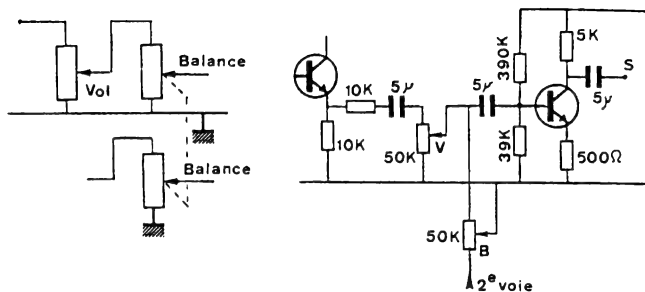 Vol
Balance
Balance
10K
5µ
10K
50K
V
5µ
390K
39K
5K
S
5µ
500Ω
50K
B
2e voie